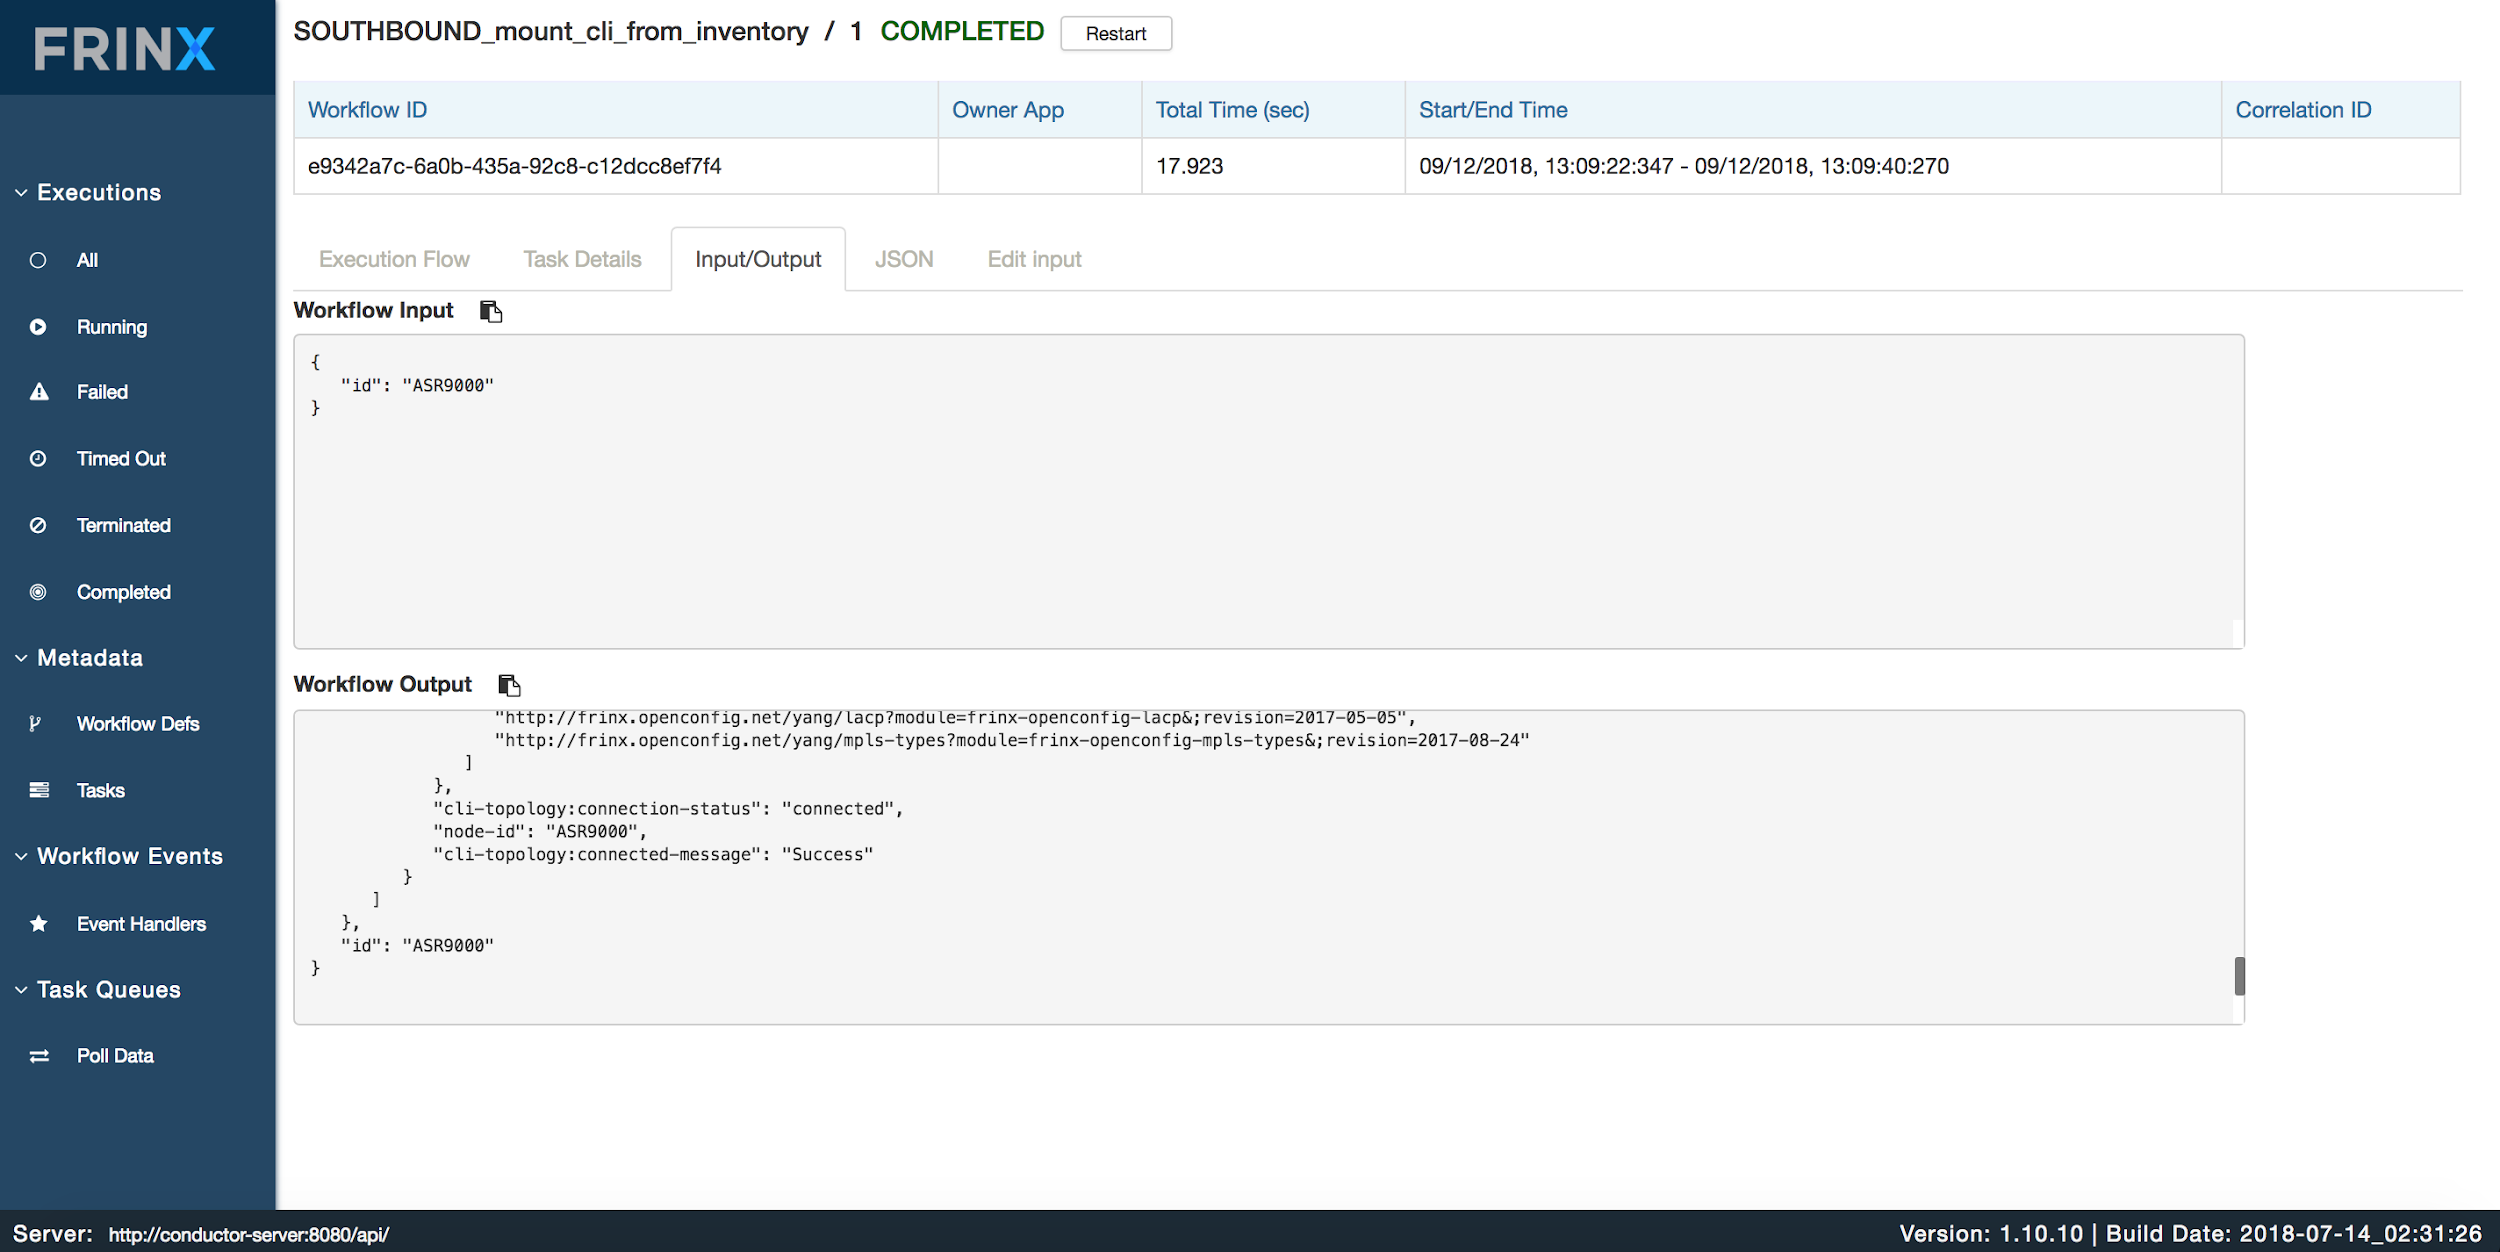 FRINX
SOUTHBOUND_mount_cli_from_inventory / 1 COMPLETED Restart
Workflow ID Owner App Total Time (sec) Start/End Time Correlation ID
e9342a7c-6a0b-435a-92c8-c12dcc8ef7f4 17.923 09/12/2018, 13:09:22:347 - 09/12/2018, 13:09:40:270
Executions
All
Running
Failed
Timed Out
Terminated
Completed
Metadata
Workflow Defs
Tasks
Workflow Events
Event Handlers
Task Queues
Poll Data
Execution Flow Task Details Input/Output JSON Edit input
Workflow Input
{
"id": "ASR9000"
}
Workflow Output
"http://frinx.openconfig.net/yang/lacp?module=frinx-openconfig-lacp&;revision=2017-05-05",
"http://frinx.openconfig.net/yang/mpls-types?module=frinx-openconfig-mpls-types&;revision=2017-08-24"
]
},
"cli-topology:connection-status": "connected",
"node-id": "ASR9000",
"cli-topology:connected-message": "Success"
}
]
},
"id": "ASR9000"
}
Server: http://conductor-server:8080/api/
Version: 1.10.10 | Build Date: 2018-07-14_02:31:26